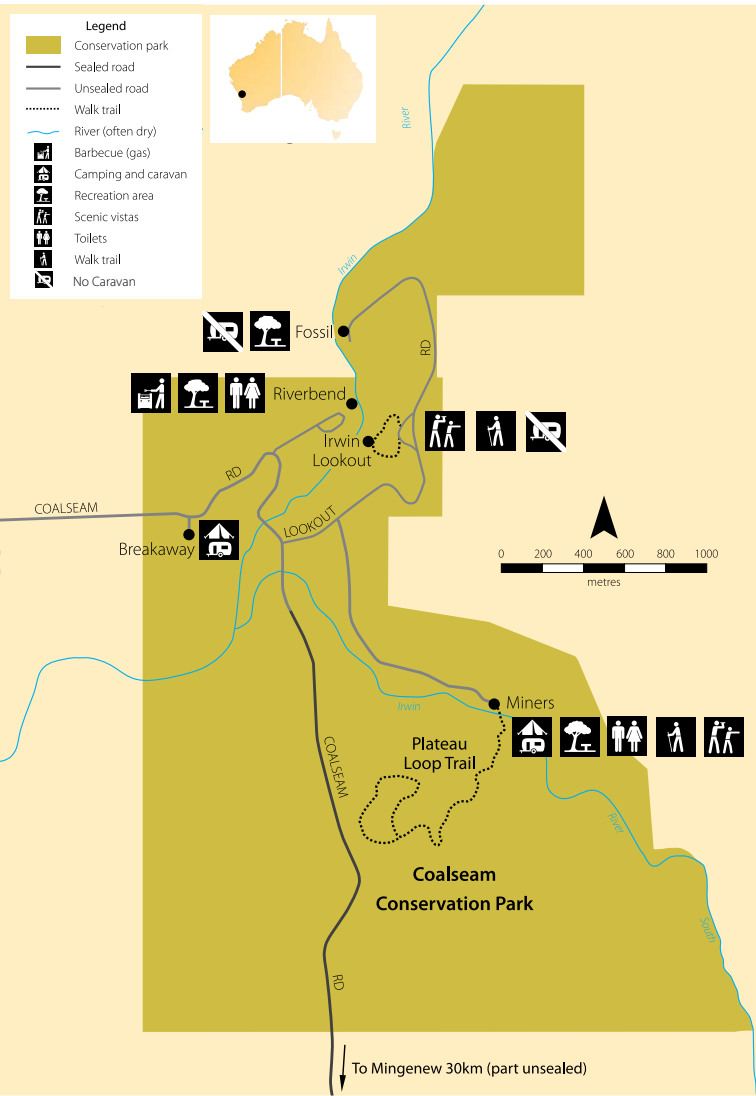 Legend
Conservation park
Sealed road
Unsealed road
Walk trail
River (often dry)
Barbecue (gas)
Camping and caravan
Recreation area
Scenic vistas
Toilets
Walk trail
No Caravan
River
Irwin
Fossil
RD
Riverbend
Irwin
Lookout
RD
COALSEAM
LOOKOUT
Breakaway
0 200 400 600 800 1000
metres
Irwin
Miners
Plateau
Loop Trail
COALSEAM
River
Coalseam
Conservation Park
South
RD
To Mingenew 30km (part unsealed)